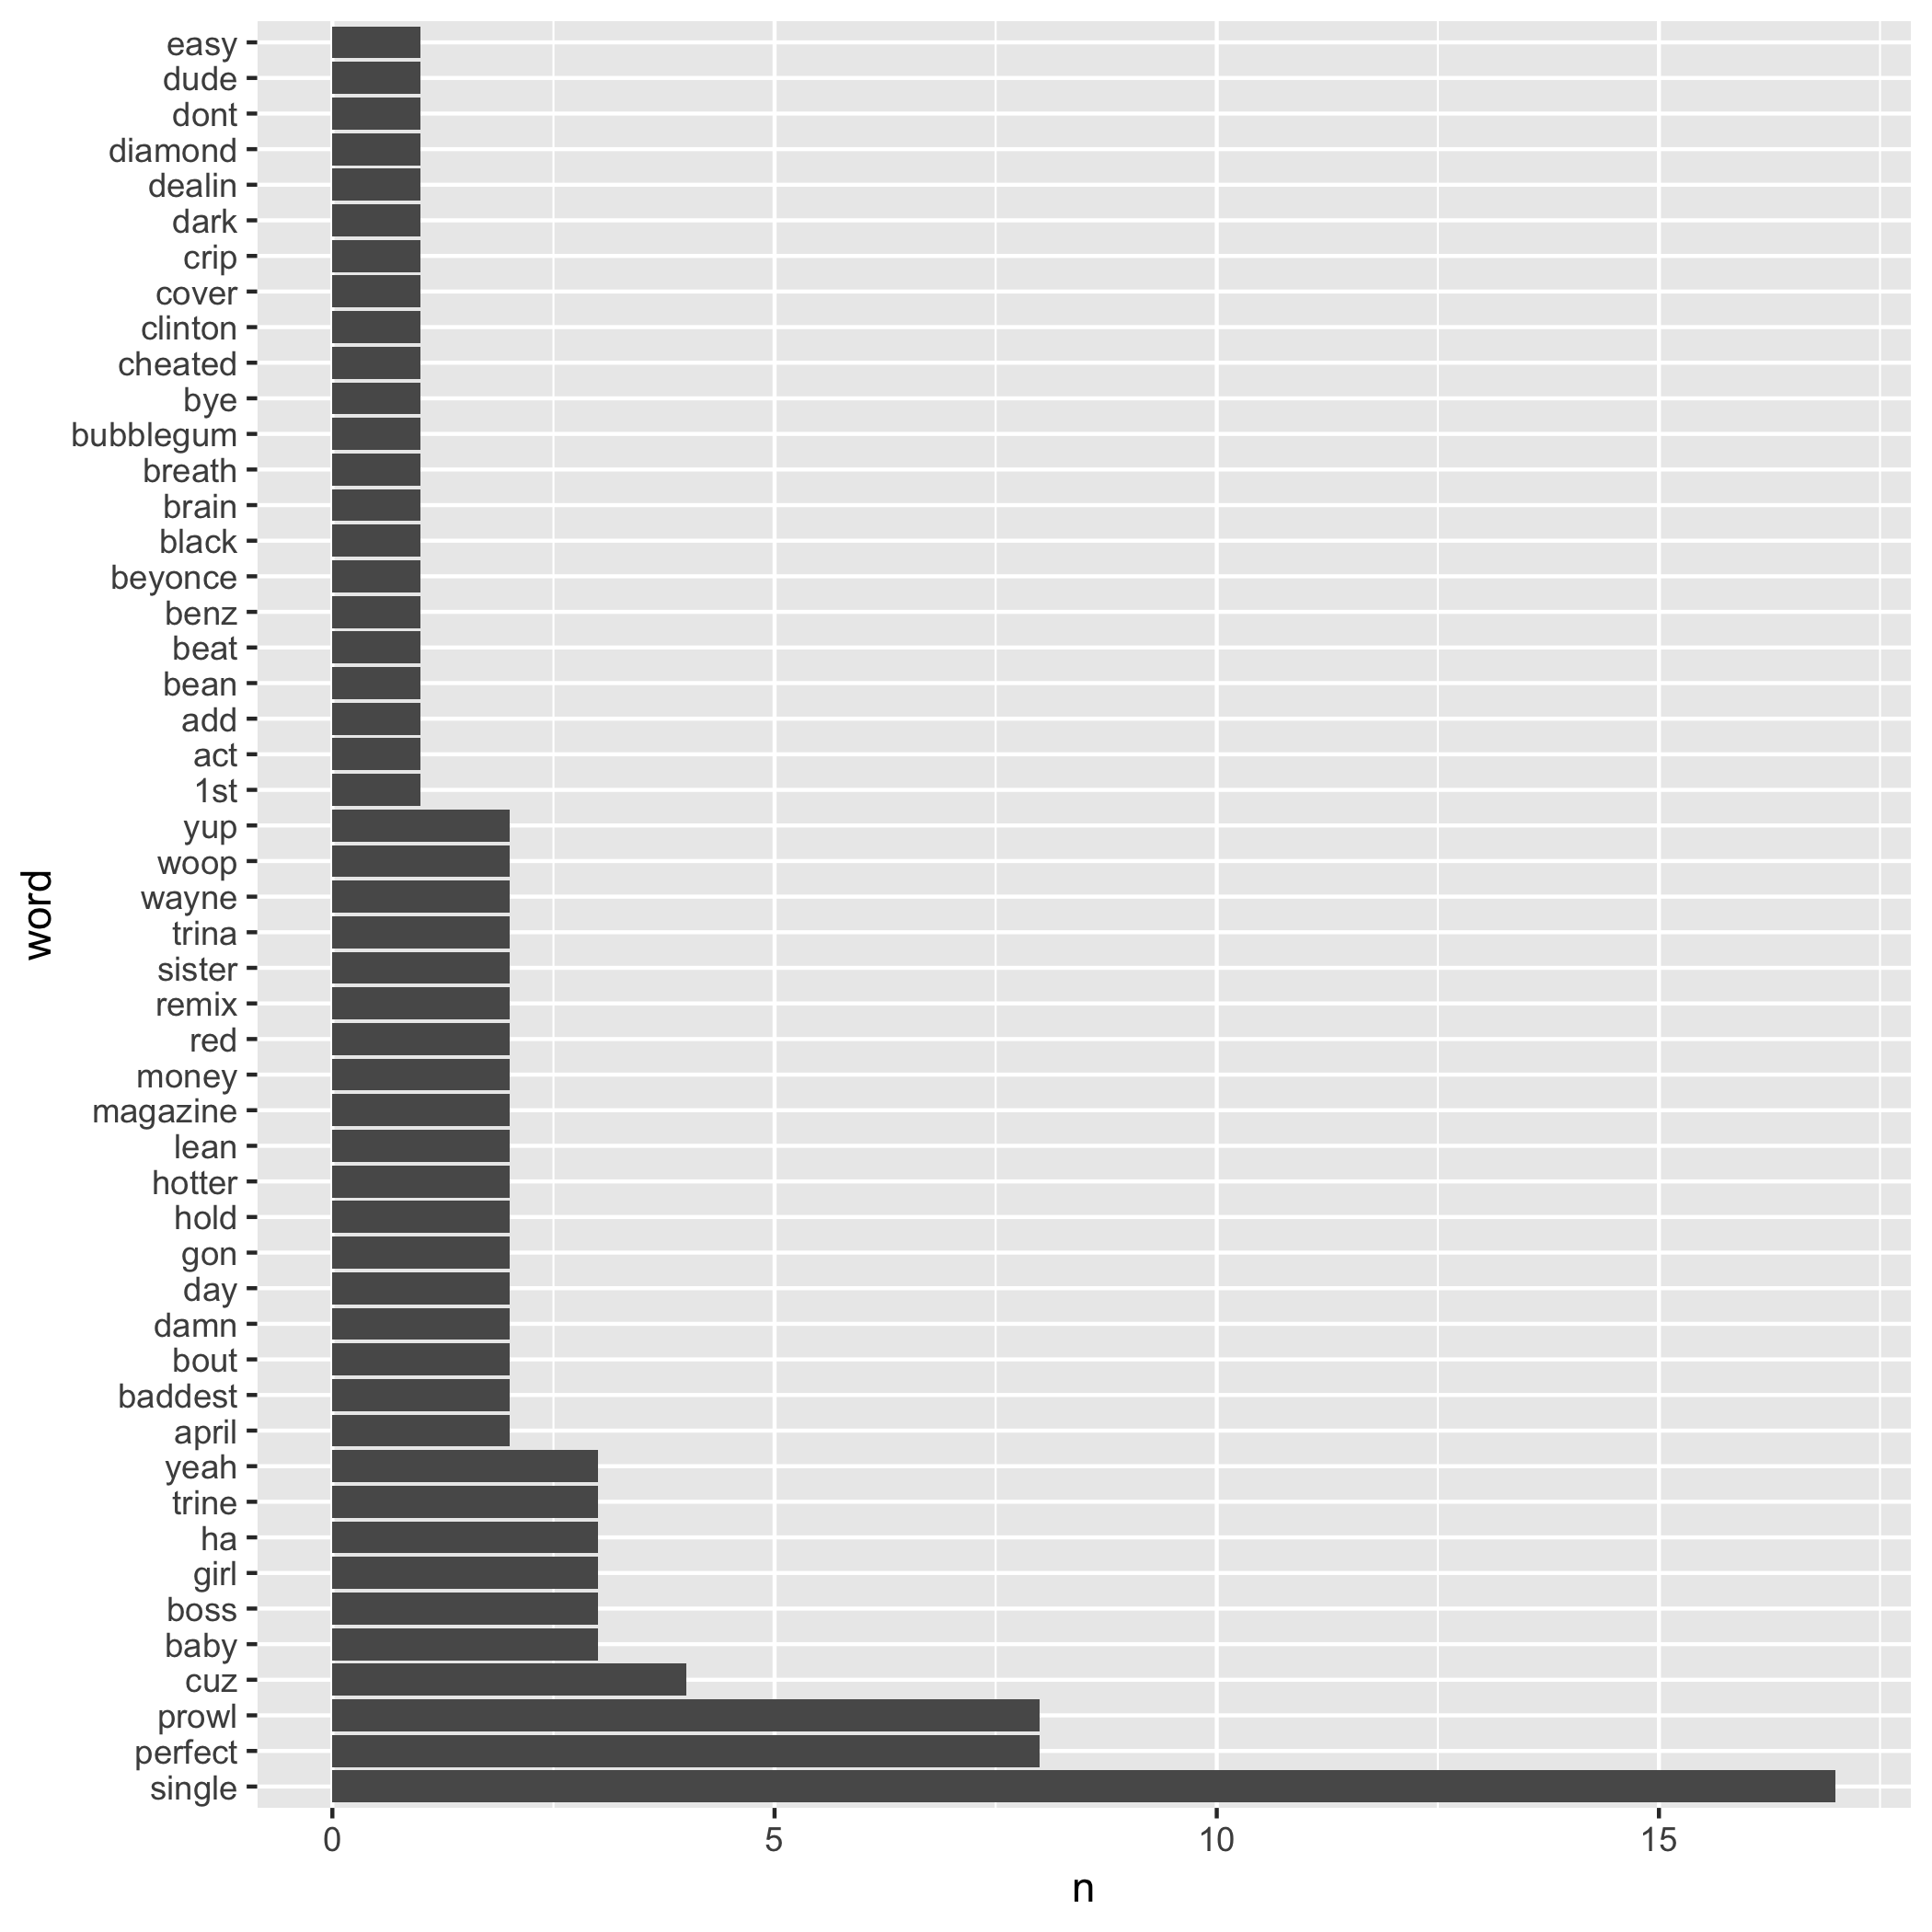 easy
dude
dont
diamond
dealin
dark
crip
cover
clinton
cheated
bye
bubblegum
breath
brain
black
beyonce
benz
beat
bean
add
act
1st
yup
woop
wayne
trina
sister
remix
red
money
magazine
lean
hotter
hold
gon
day
damn
bout
baddest
april
yeah
trine
ha
girl
boss
baby
cuz
prowl
perfect
single
word
0 5 10 15
n